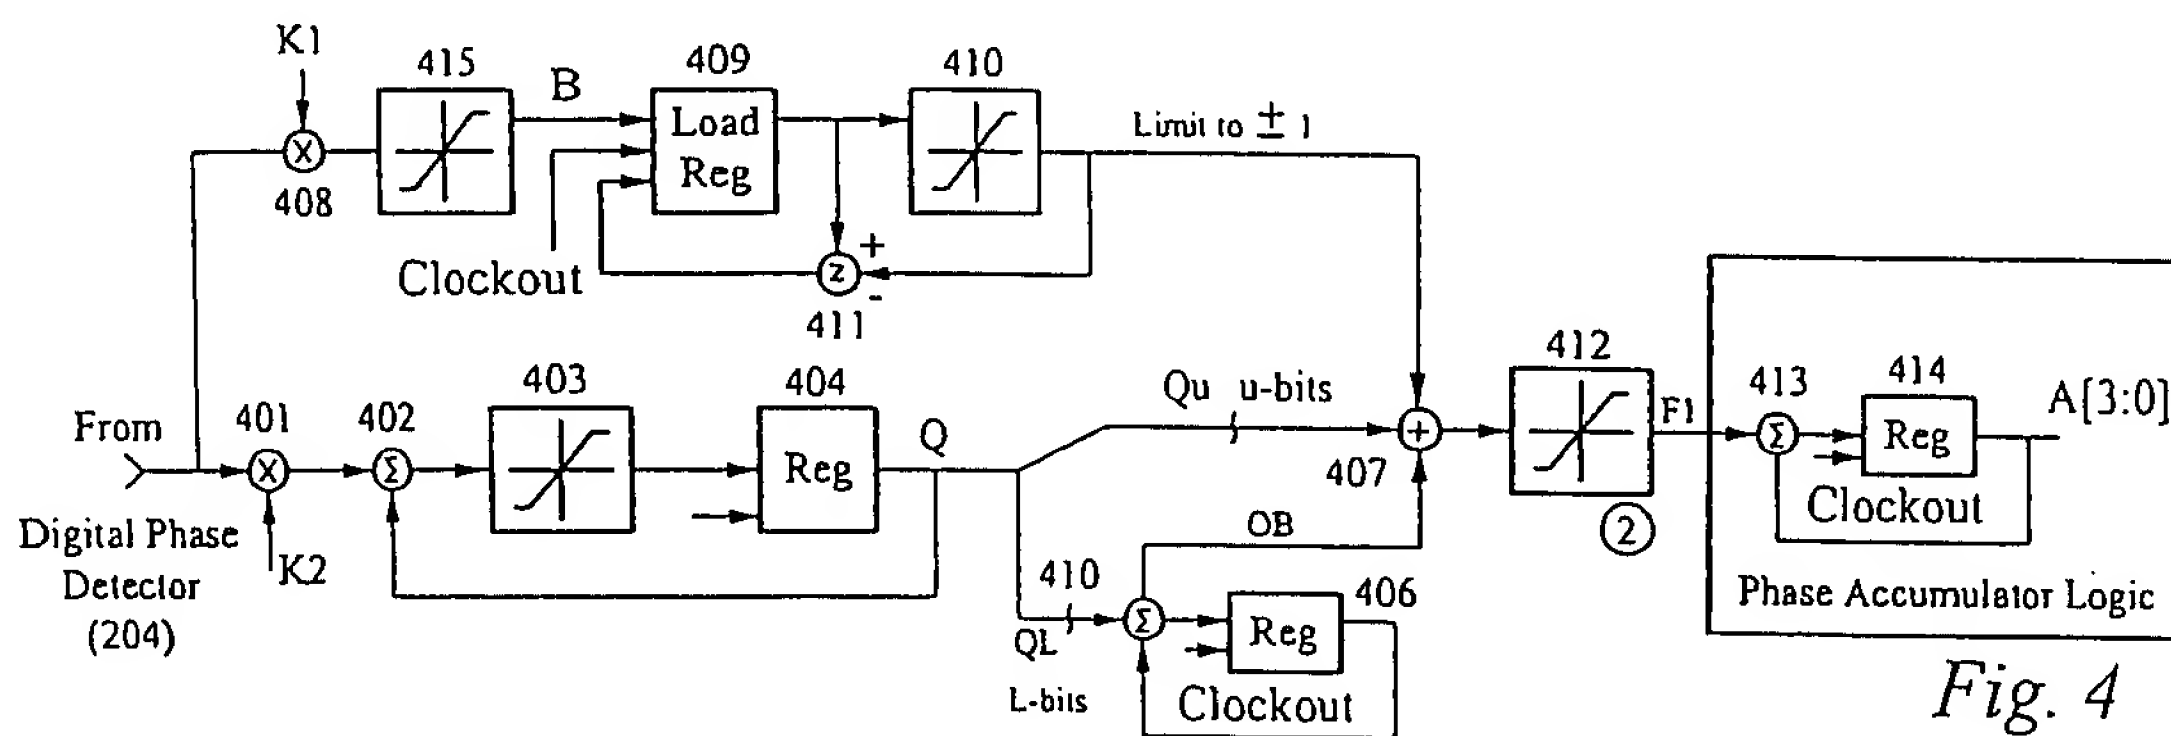 K1
415
B
409
410
Load
Reg
Limit to ± 1
X
408
Clockout
Z
+
-
411
412
403
404
Qu u-bits
413
414
A[3:0]
From
401
402
Q
F1
X
Σ
Reg
+
Σ
Reg
407
Clockout
Digital Phase
Detector
(204)
K2
OB
2
410
406
Phase Accumulator Logic
QL
Σ
Reg
L-bits
Clockout
Fig. 4